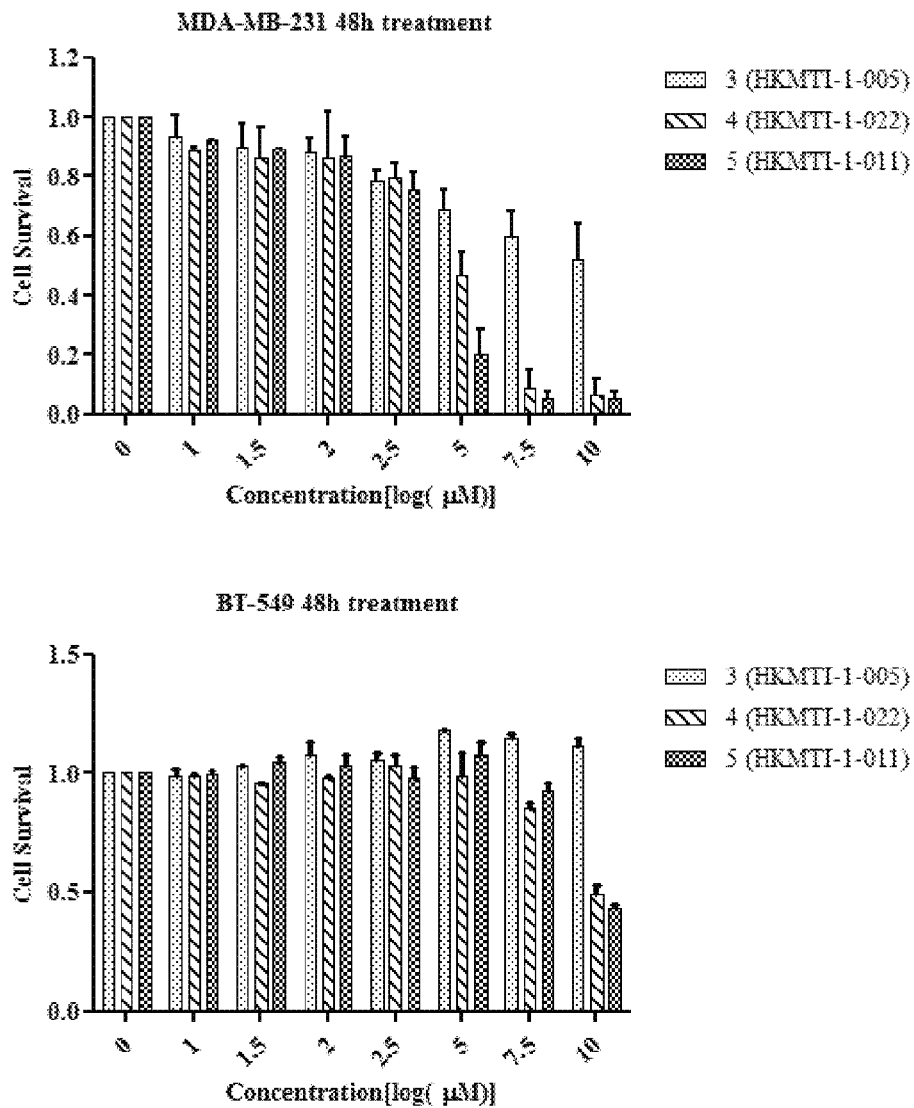 MDA-MB-231 48h treatment
1.2
1.0
0.8
0.6
0.4
0.2
0.0
Cell Survival
0 1 1.5 2 2.5 5 7.5 10
Concentration[log( μM)]
3 (HKMTI-1-005)
4 (HKMTI-1-022)
5 (HKMTI-1-011)
BT-549 48h treatment
1.5
1.0
0.5
0.0
Cell Survival
0 1 1.5 2 2.5 5 7.5 10
Concentration[log( μM)]
3 (HKMTI-1-005)
4 (HKMTI-1-022)
5 (HKMTI-1-011)